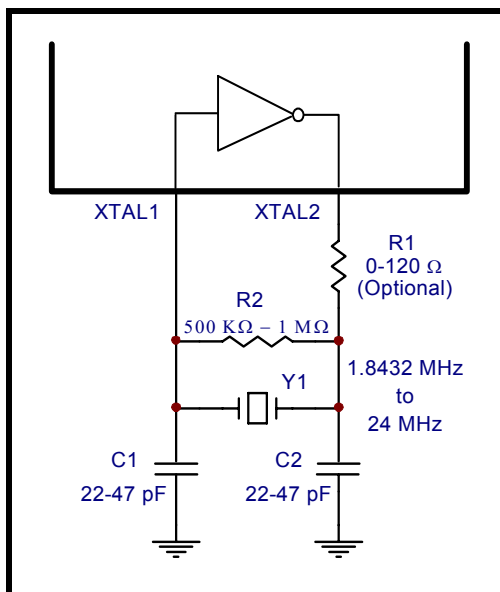 XTAL1
XTAL2
R1
0-120 Ω
(Optional)
R2
500 KΩ – 1 MΩ
Y1
1.8432 MHz
to
24 MHz
C1
C2
22-47 pF
22-47 pF